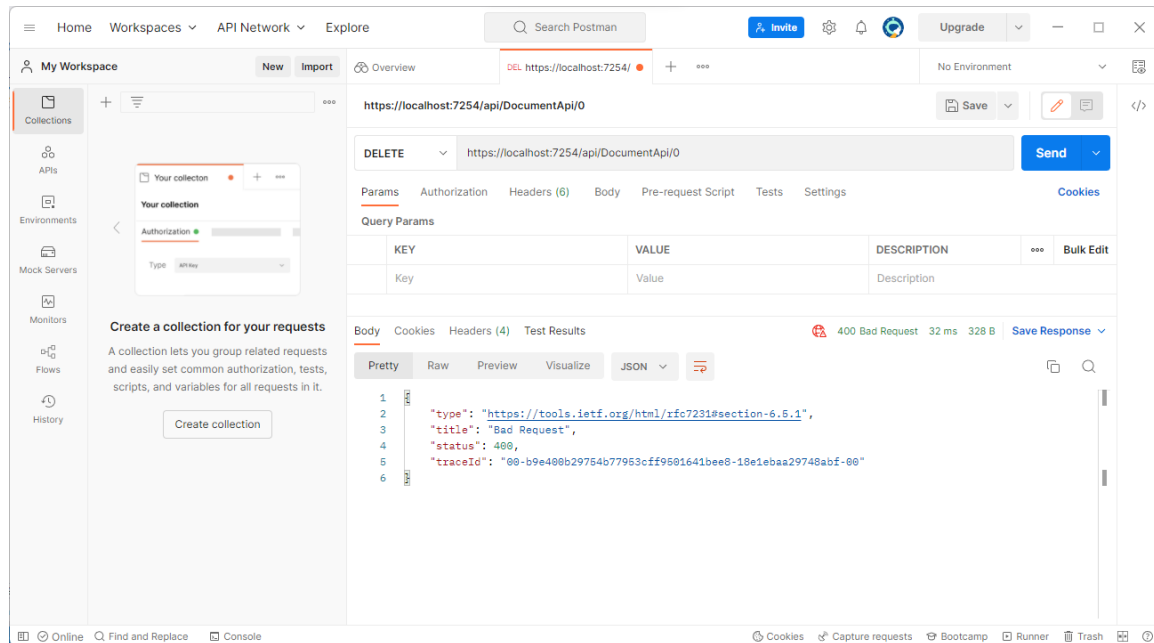 Home Workspaces API Network Explore Search Postman Invite Upgrade
My Workspace New Import Overview DEL https://localhost:7254/ No Environment
Collections
APIs
Environments
Mock Servers
Monitors
Flows
History
Your collecton
Your collection
Authorization
Type API Key
Create a collection for your requests
A collection lets you group related requests
and easily set common authorization, tests,
scripts, and variables for all requests in it.
Create collection
https://localhost:7254/api/DocumentApi/0 Save
DELETE https://localhost:7254/api/DocumentApi/0 Send
Params Authorization Headers (6) Body Pre-request Script Tests Settings Cookies
Query Params
KEY VALUE DESCRIPTION Bulk Edit
Key Value Description
Body Cookies Headers (4) Test Results 400 Bad Request 32 ms 328 B Save Response
Pretty Raw Preview Visualize JSON
1 {
2 "type": "https://tools.ietf.org/html/rfc7231#section-6.5.1",
3 "title": "Bad Request",
4 "status": 400,
5 "traceId": "00-b9e400b29754b77953cff9501641bee8-18e1ebaa29748abf-00"
6 }
Online Find and Replace Console Cookies Capture requests Bootcamp Runner Trash